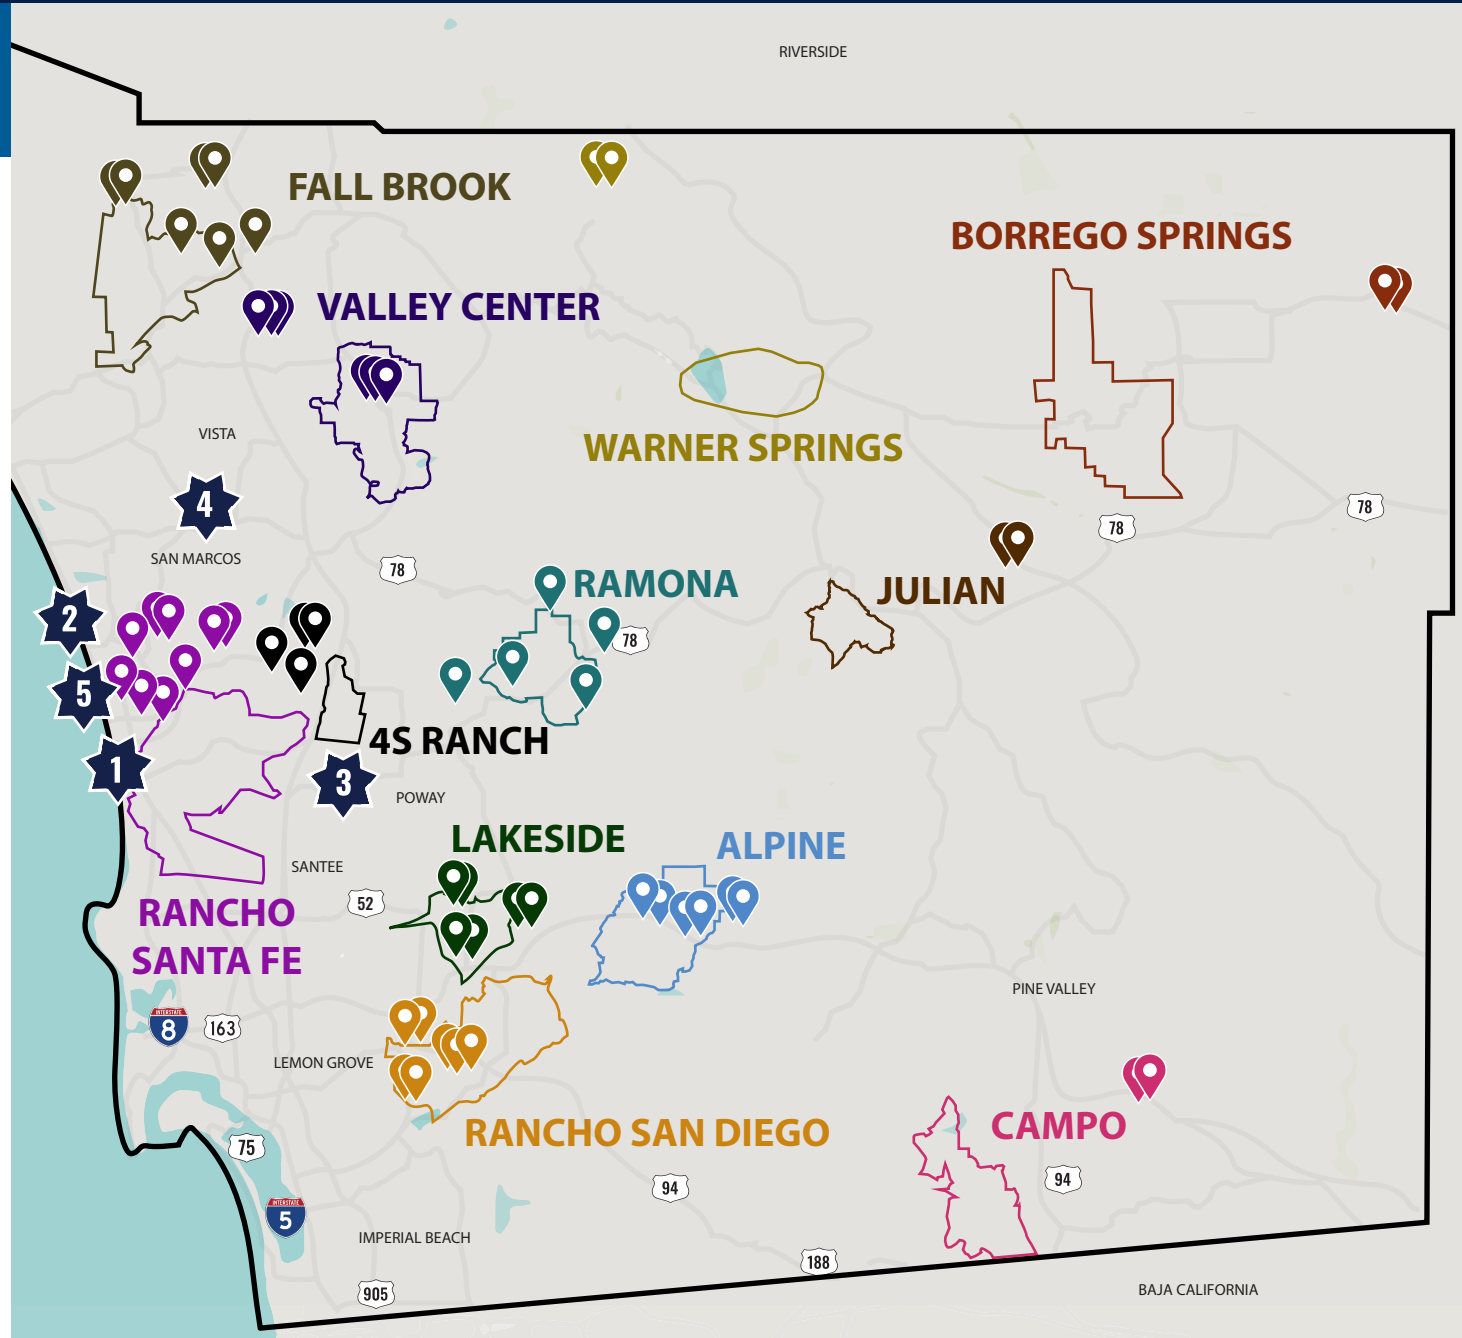 RIVERSIDE
FALL BROOK
BORREGO SPRINGS
VALLEY CENTER
VISTA
WARNER SPRINGS
4
78
78
SAN MARCOS
78
RAMONA
JULIAN
2
78
5
4S RANCH
1
3
POWAY
LAKESIDE
ALPINE
SANTEE
52
RANCHO
SANTA FE
PINE VALLEY
INTERSTATE
8
163
LEMON GROVE
RANCHO SAN DIEGO
CAMPO
75
94
94
INTERSTATE
5
IMPERIAL BEACH
188
905
BAJA CALIFORNIA